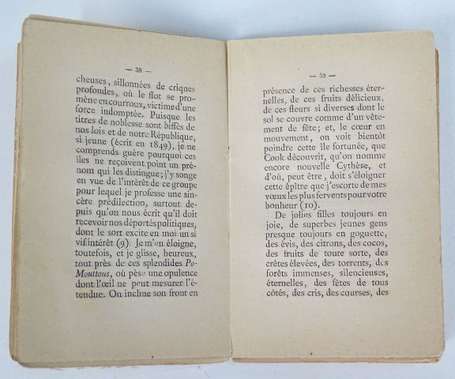 — 38 —
cheuses, sillonnées de criques
profondes, où le flot se pro-
mène en courroux, victime d'une
force indomptée. Puisque les
titres de noblesse sont biffés de
nos lois et de notre République,
si jeune (écrit en 1849), je ne
comprends guère pourquoi ces
îles ne reçoivent point un pré-
nom qui les distingue; j'y songe
en vue de l'intérêt de ce groupe
pour lequel je professe une sin-
cère prédilection, surtout de-
puis qu'on nous écrit qu'il doit
recevoir nos déportés politiques,
dont le sort excite en moi un si
vif intérêt (9). Je m'en éloigne,
toutefois, et je glisse, heureux,
tout près de ces splendides Po-
Mouttous, où pèse une opulence
dont l'œil ne peut mesurer l'é-
tendue. On incline son front en
— 39 —
présence de ces richesses éter-
nelles, de ces fruits délicieux,
de ces fleurs si diverses dont le
sol se couvre comme d'un vête-
ment de fête; et, le cœur en
mouvement, on voit bientôt
poindre cette île fortunée, que
Cook découvrit, qu'on nomme
encore nouvelle Cythèse, et
d'où, peut être, doit s'éloigner
cette épître que j'escorte de mes
vœux les plus fervents pour votre
bonheur (10).
De jolies filles toujours en
joie, de superbes jeunes gens
presque toujours en goguette,
des évis, des citrons, des cocos,
des fruits de toute sorte, des
crêtes élevées, des torrents, des
forêts immenses, silencieuses,
éternelles, des fêtes de tous
côtés, des cris, des courses, des